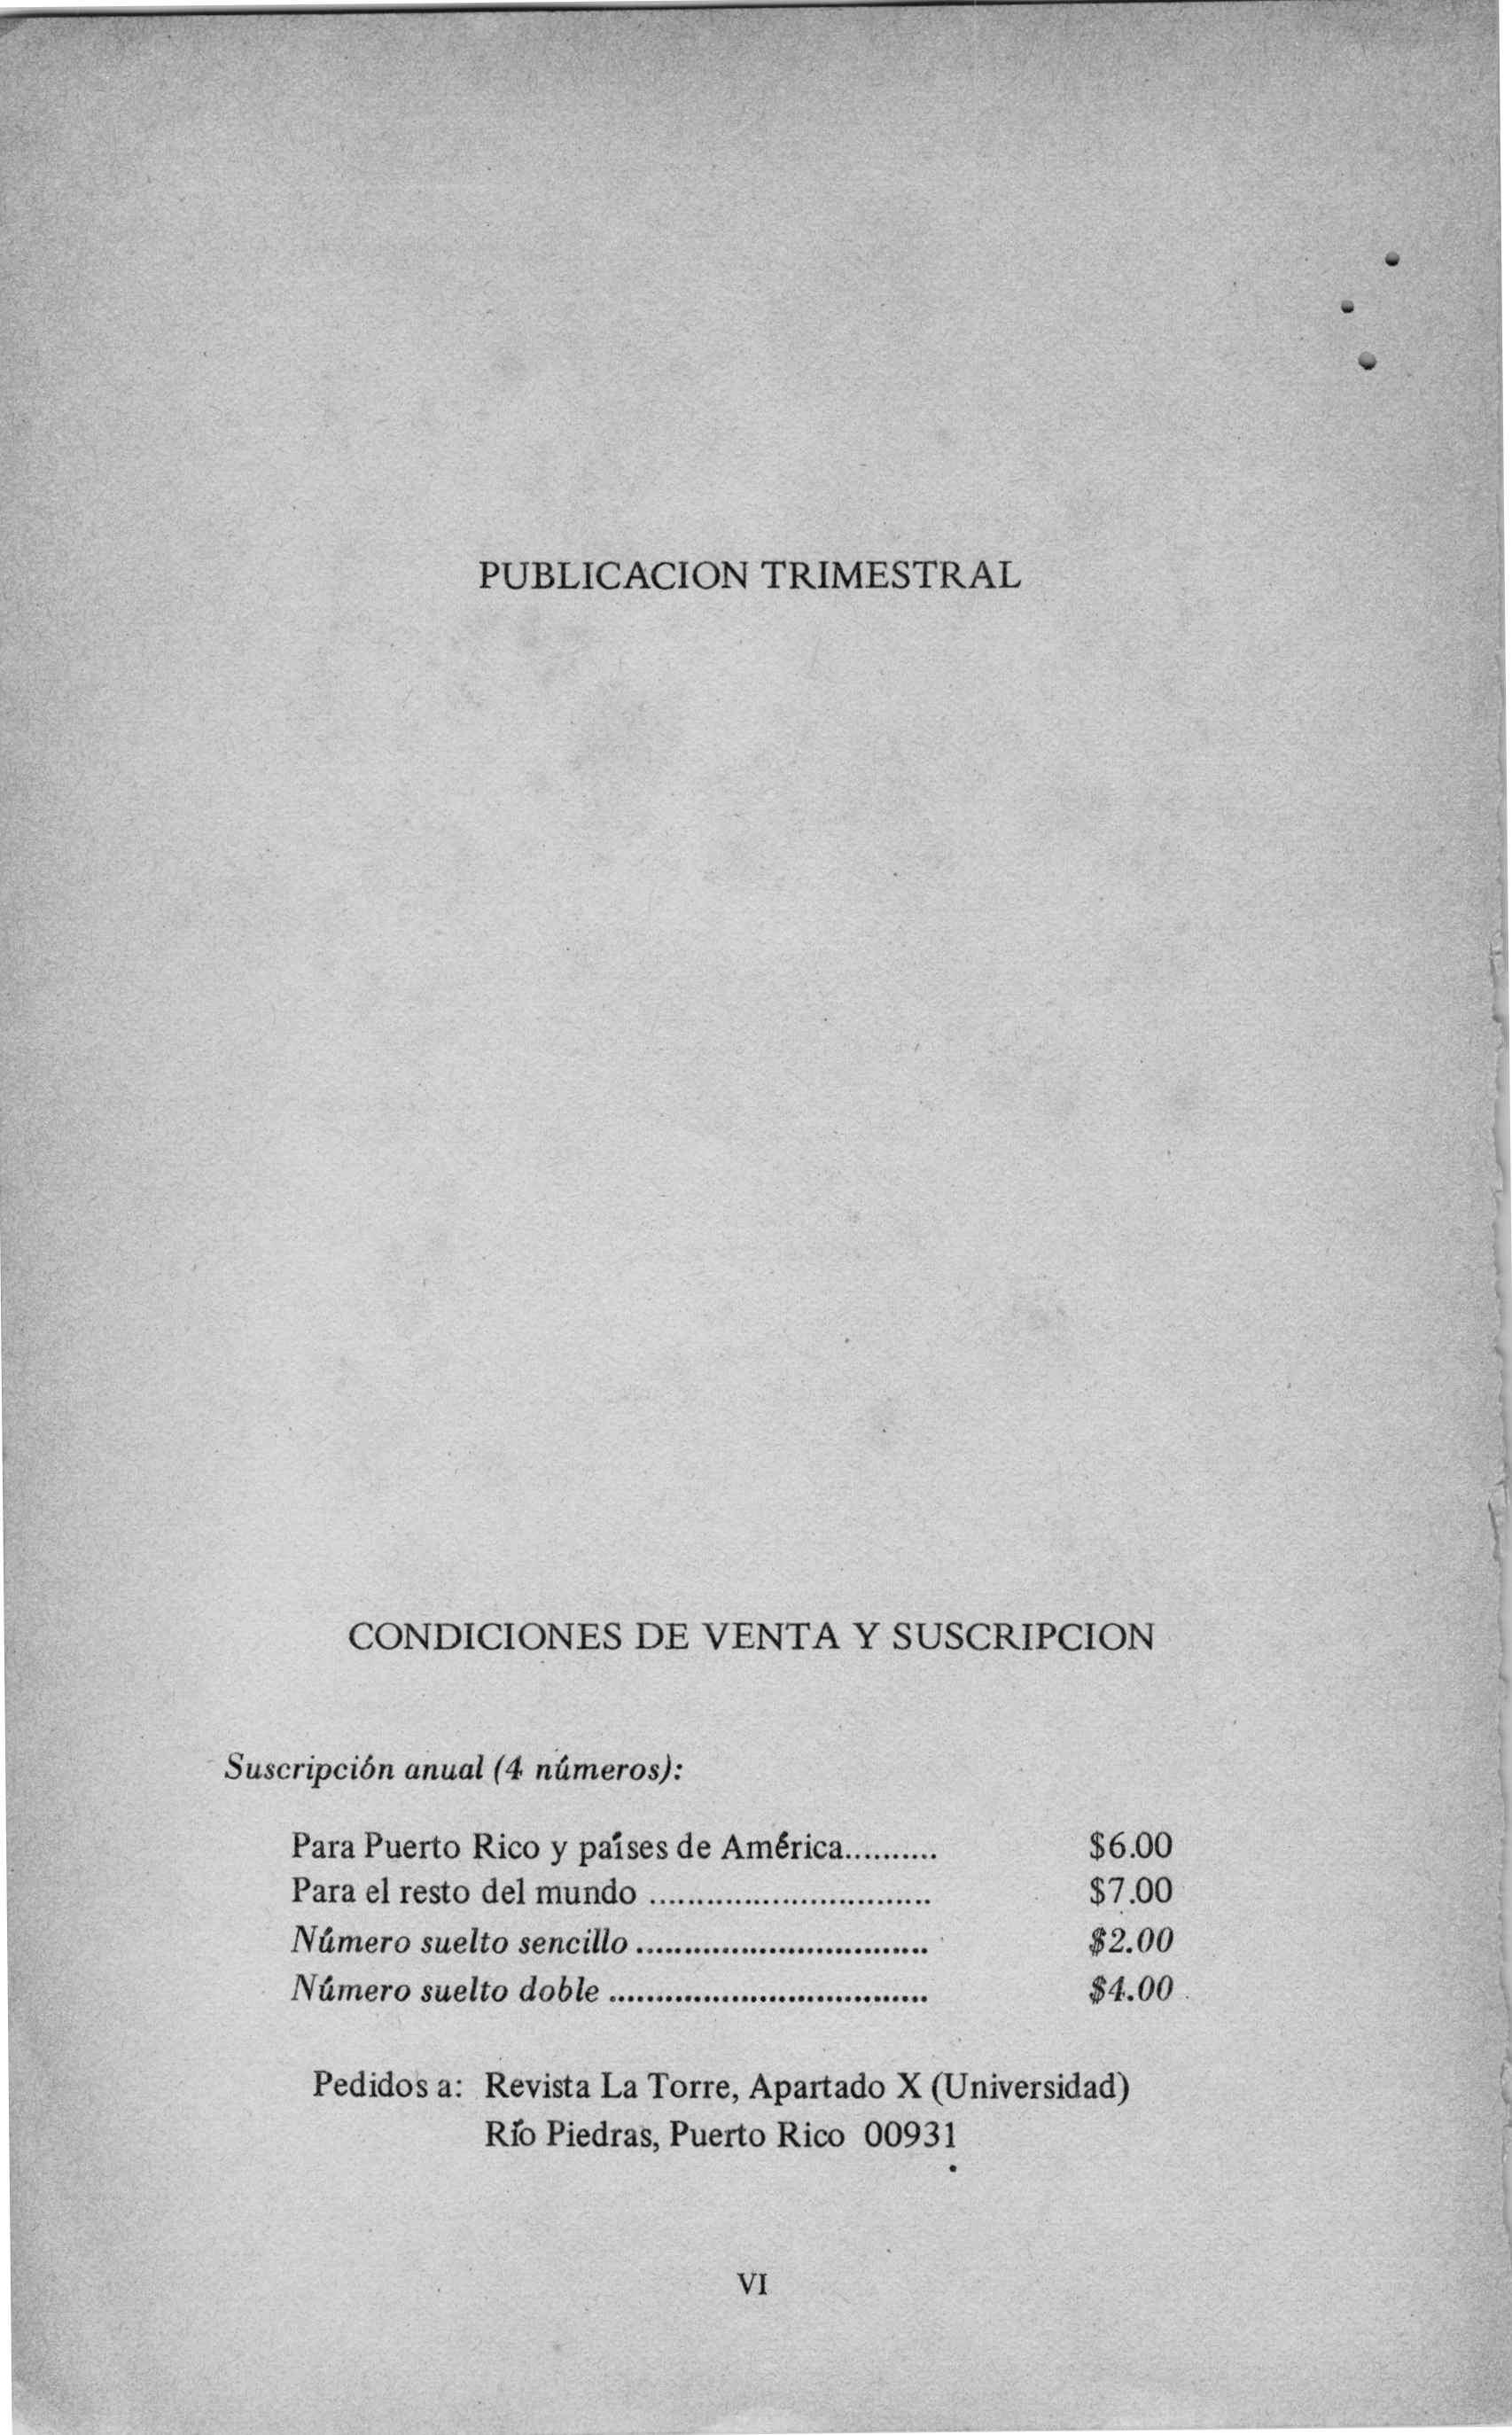 PUBLICACION TRIMESTRAL
CONDICIONES DE VENTA Y SUSCRIPCION
Suscripción anual (4 números):
Para Puerto Rico y países de América.......... $6.00
Para el resto del mundo .............................. $7.00
Número suelto sencillo ............................... $2.00
Número suelto doble .................................. $4.00
Pedidos a: Revista La Torre, Apartado X (Universidad)
Río Piedras, Puerto Rico 00931
VI